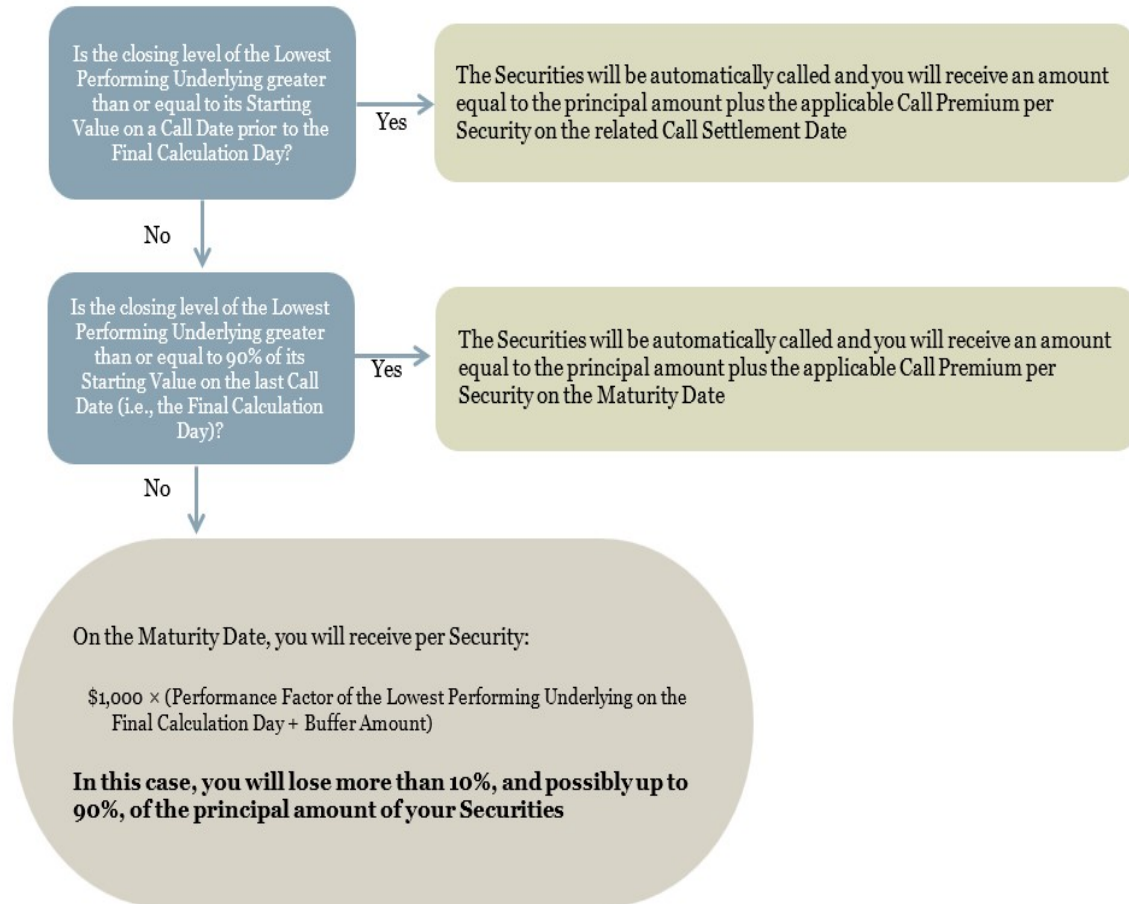 Is the closing level of the Lowest
Performing Underlying greater
than or equal to its Starting
Value on a Call Date prior to the
Final Calculation Day?
Yes
The Securities will be automatically called and you will receive an amount
equal to the principal amount plus the applicable Call Premium per
Security on the related Call Settlement Date
No
Is the closing level of the Lowest
Performing Underlying greater
than or equal to 90% of its
Starting Value on the last Call
Date (i.e., the Final Calculation
Day)?
Yes
The Securities will be automatically called and you will receive an amount
equal to the principal amount plus the applicable Call Premium per
Security on the Maturity Date
No
On the Maturity Date, you will receive per Security:
$1,000 × (Performance Factor of the Lowest Performing Underlying on the
Final Calculation Day + Buffer Amount)
In this case, you will lose more than 10%, and possibly up to
90%, of the principal amount of your Securities